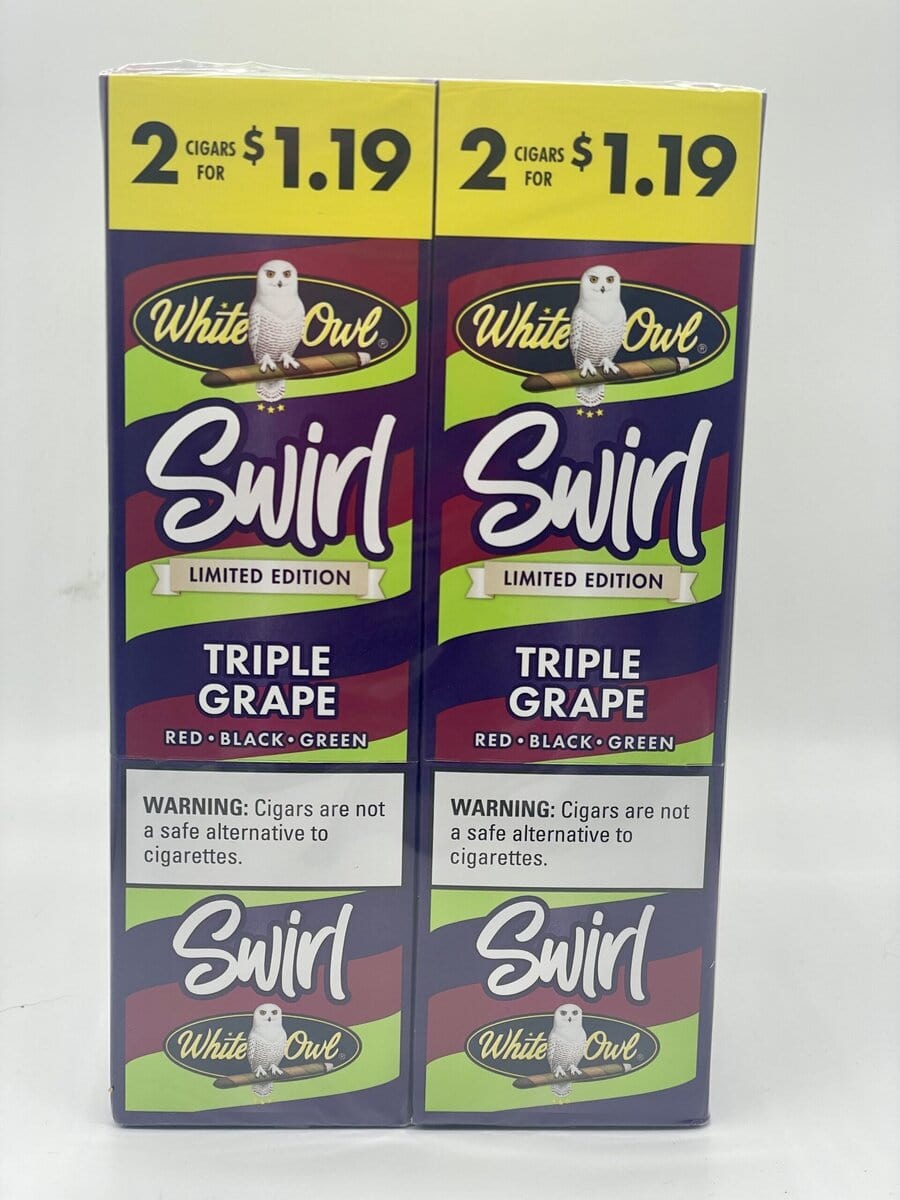 2 CIGARS FOR $1.19
White Owl®
Swirl
LIMITED EDITION
TRIPLE
GRAPE
RED • BLACK • GREEN
WARNING: Cigars are not
a safe alternative to
cigarettes.
Swirl
White Owl®
2 CIGARS FOR $1.19
White Owl®
Swirl
LIMITED EDITION
TRIPLE
GRAPE
RED • BLACK • GREEN
WARNING: Cigars are not
a safe alternative to
cigarettes.
Swirl
White Owl®